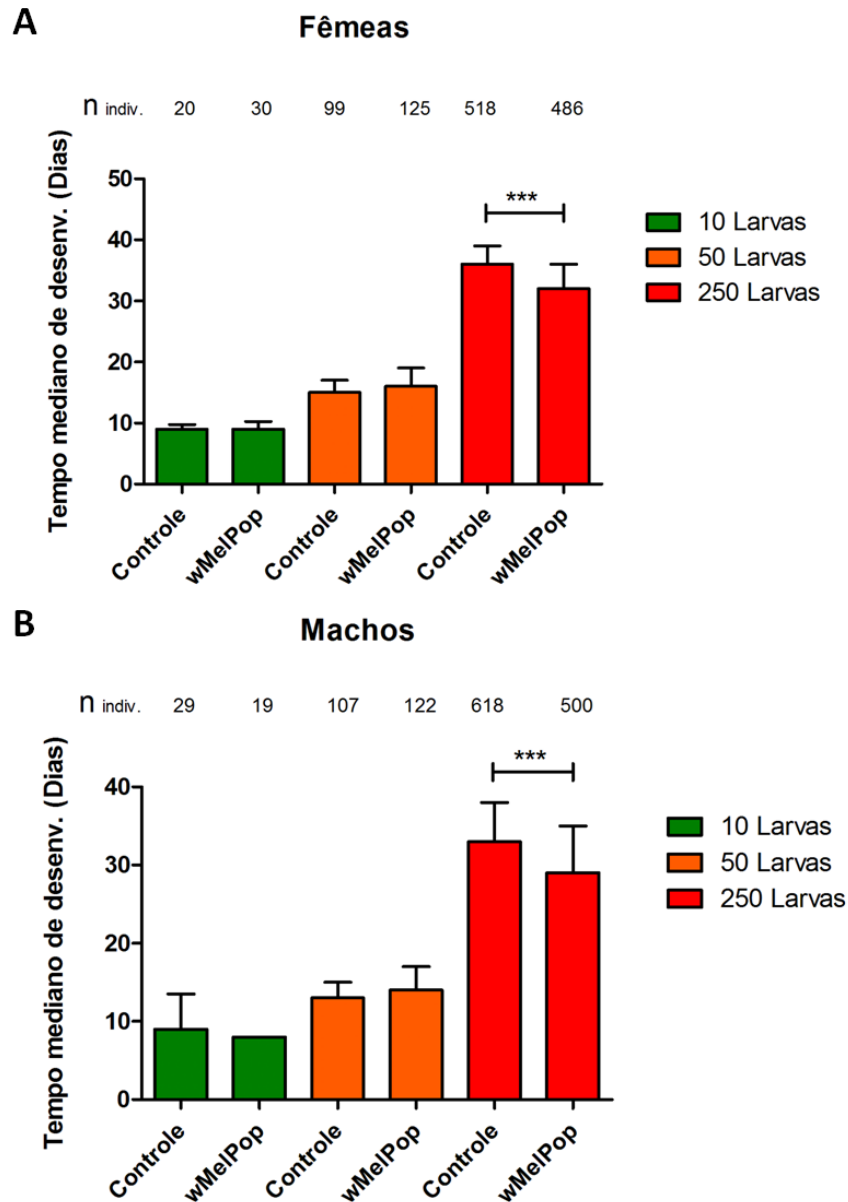 A
Fêmeas
n indiv. 20 30 99 125 518 486
Tempo mediano de desenv. (Dias)
50
40
30
20
10
0
***
10 Larvas
50 Larvas
250 Larvas
Controle
wMelPop
Controle
wMelPop
Controle
wMelPop
B
Machos
n indiv. 29 19 107 122 618 500
Tempo mediano de desenv. (Dias)
40
30
20
10
0
***
10 Larvas
50 Larvas
250 Larvas
Controle
wMelPop
Controle
wMelPop
Controle
wMelPop